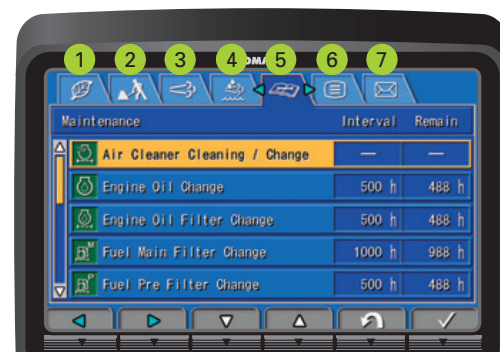 1 2 3 4 5 6 7
OMA
Maintenance Interval Remain
Air Cleaner Cleaning / Change — —
Engine Oil Change 500 h 488 h
Engine Oil Filter Change 500 h 488 h
M
Fuel Main Filter Change 1000 h 988 h
P
Fuel Pre Filter Change 500 h 488 h